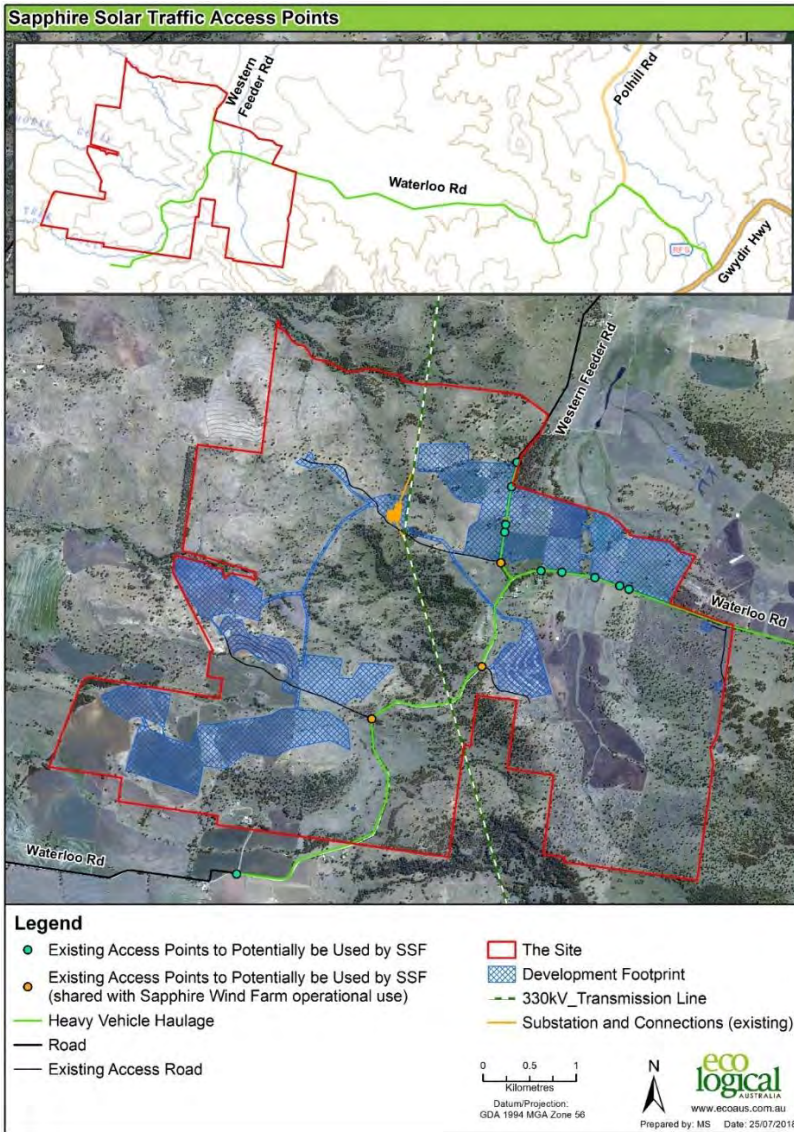 Sapphire Solar Traffic Access Points
Western
Feeder Rd
Polhill Rd
Waterloo Rd
RFS
Gwydir Hwy
Western Feeder Rd
Waterloo Rd
Waterloo Rd
Legend
Existing Access Points to Potentially be Used by SSF
Existing Access Points to Potentially be Used by SSF
(shared with Sapphire Wind Farm operational use)
Heavy Vehicle Haulage
Road
Existing Access Road
The Site
Development Footprint
330kV_Transmission Line
Substation and Connections (existing)
0 0.5 1
Kilometres
Datum/Projection:
GDA 1994 MGA Zone 56
N
eco
logical
AUSTRALIA
www.ecoaus.com.au
Prepared by: MS Date: 25/07/2018